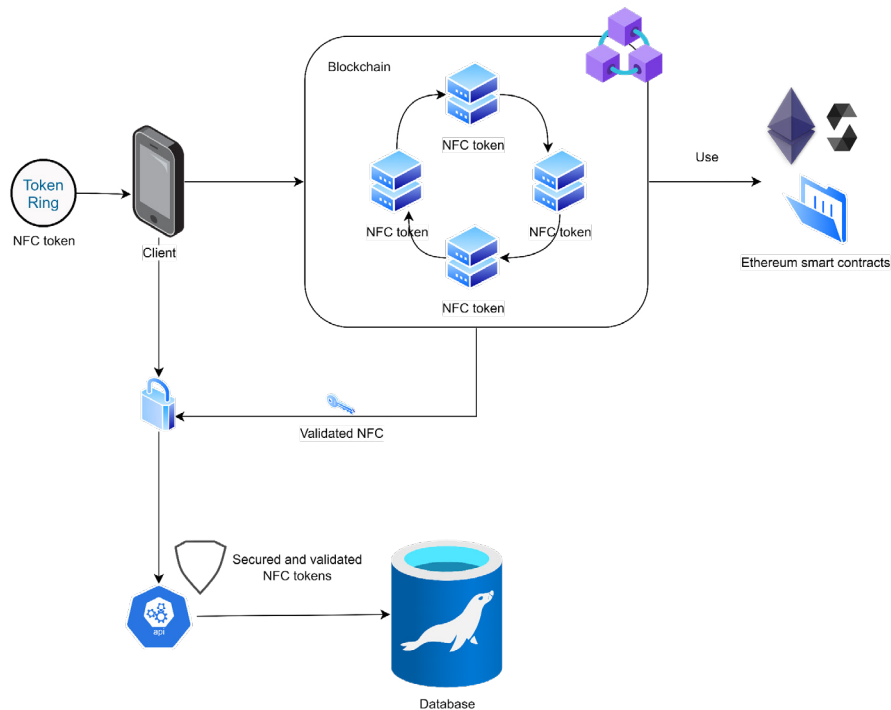 Blockchain
NFC token
Use
Token
Ring
NFC token
Client
NFC token
NFC token
Ethereum smart contracts
NFC token
Validated NFC
Secured and validated
NFC tokens
api
Database